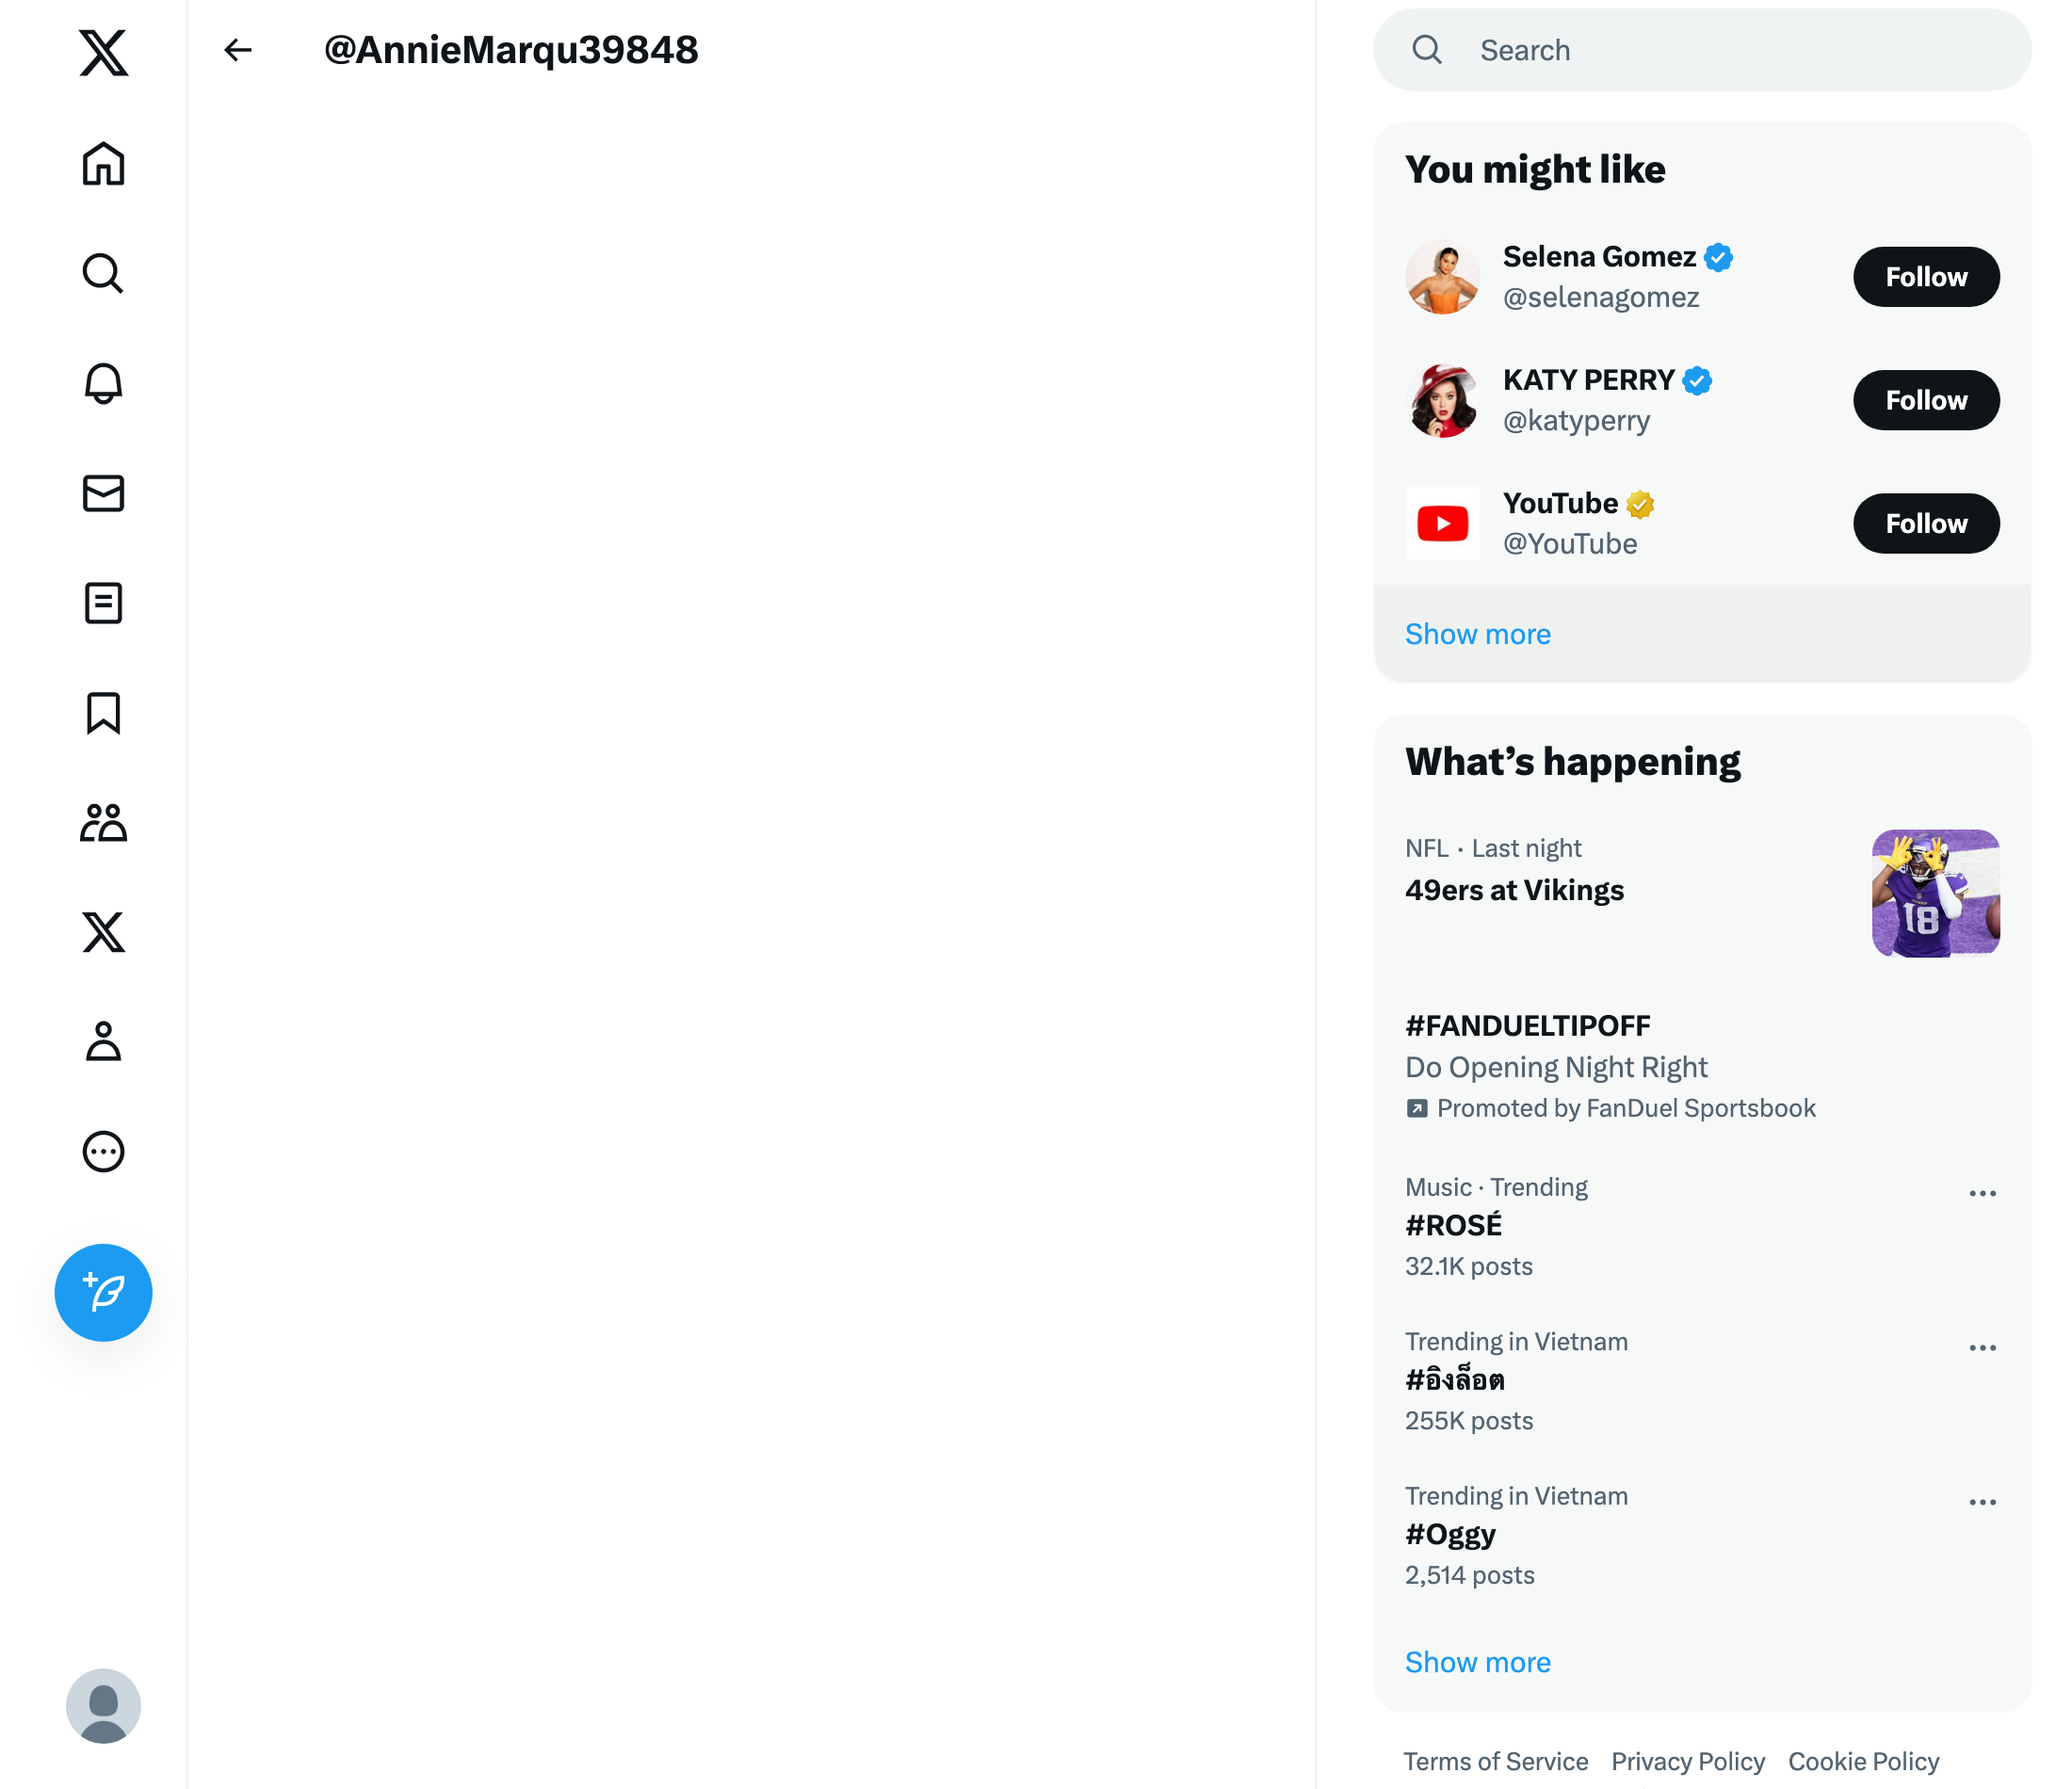 @AnnieMarqu39848
Search
You might like
Selena Gomez
@selenagomez
Follow
KATY PERRY
@katyperry
Follow
YouTube
@YouTube
Follow
Show more
What’s happening
NFL · Last night
49ers at Vikings
18
#FANDUELTIPOFF
Do Opening Night Right
Promoted by FanDuel Sportsbook
Music · Trending
#ROSÉ
32.1K posts
Trending in Vietnam
#อิงล็อต
255K posts
Trending in Vietnam
#Oggy
2,514 posts
Show more
Terms of Service Privacy Policy Cookie Policy